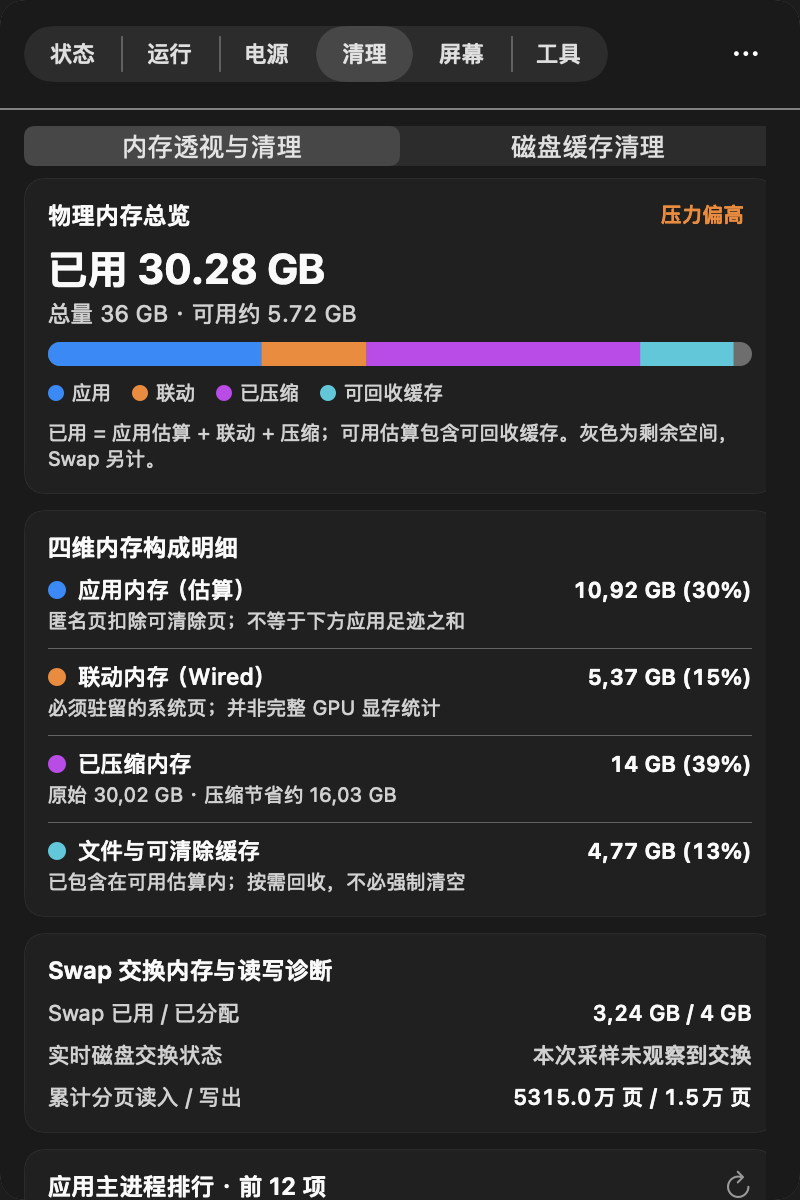 状态 运行 电源 清理 屏幕 工具 ...
内存透视与清理 磁盘缓存清理
物理内存总览 压力偏高
已用 30.28 GB
总量 36 GB · 可用约 5.72 GB
应用 联动 已压缩 可回收缓存
已用 = 应用估算 + 联动 + 压缩；可用估算包含可回收缓存。灰色为剩余空间，
Swap 另计。
四维内存构成明细
应用内存（估算） 10,92 GB (30%)
匿名页扣除可清除页；不等于下方应用足迹之和
联动内存（Wired） 5,37 GB (15%)
必须驻留的系统页；并非完整 GPU 显存统计
已压缩内存 14 GB (39%)
原始 30,02 GB · 压缩节省约 16,03 GB
文件与可清除缓存 4,77 GB (13%)
已包含在可用估算内；按需回收，不必强制清空
Swap 交换内存与读写诊断
Swap 已用 / 已分配 3,24 GB / 4 GB
实时磁盘交换状态 本次采样未观察到交换
累计分页读入 / 写出 5315.0万 页 / 1.5万 页
应用主进程排行 · 前 12 项